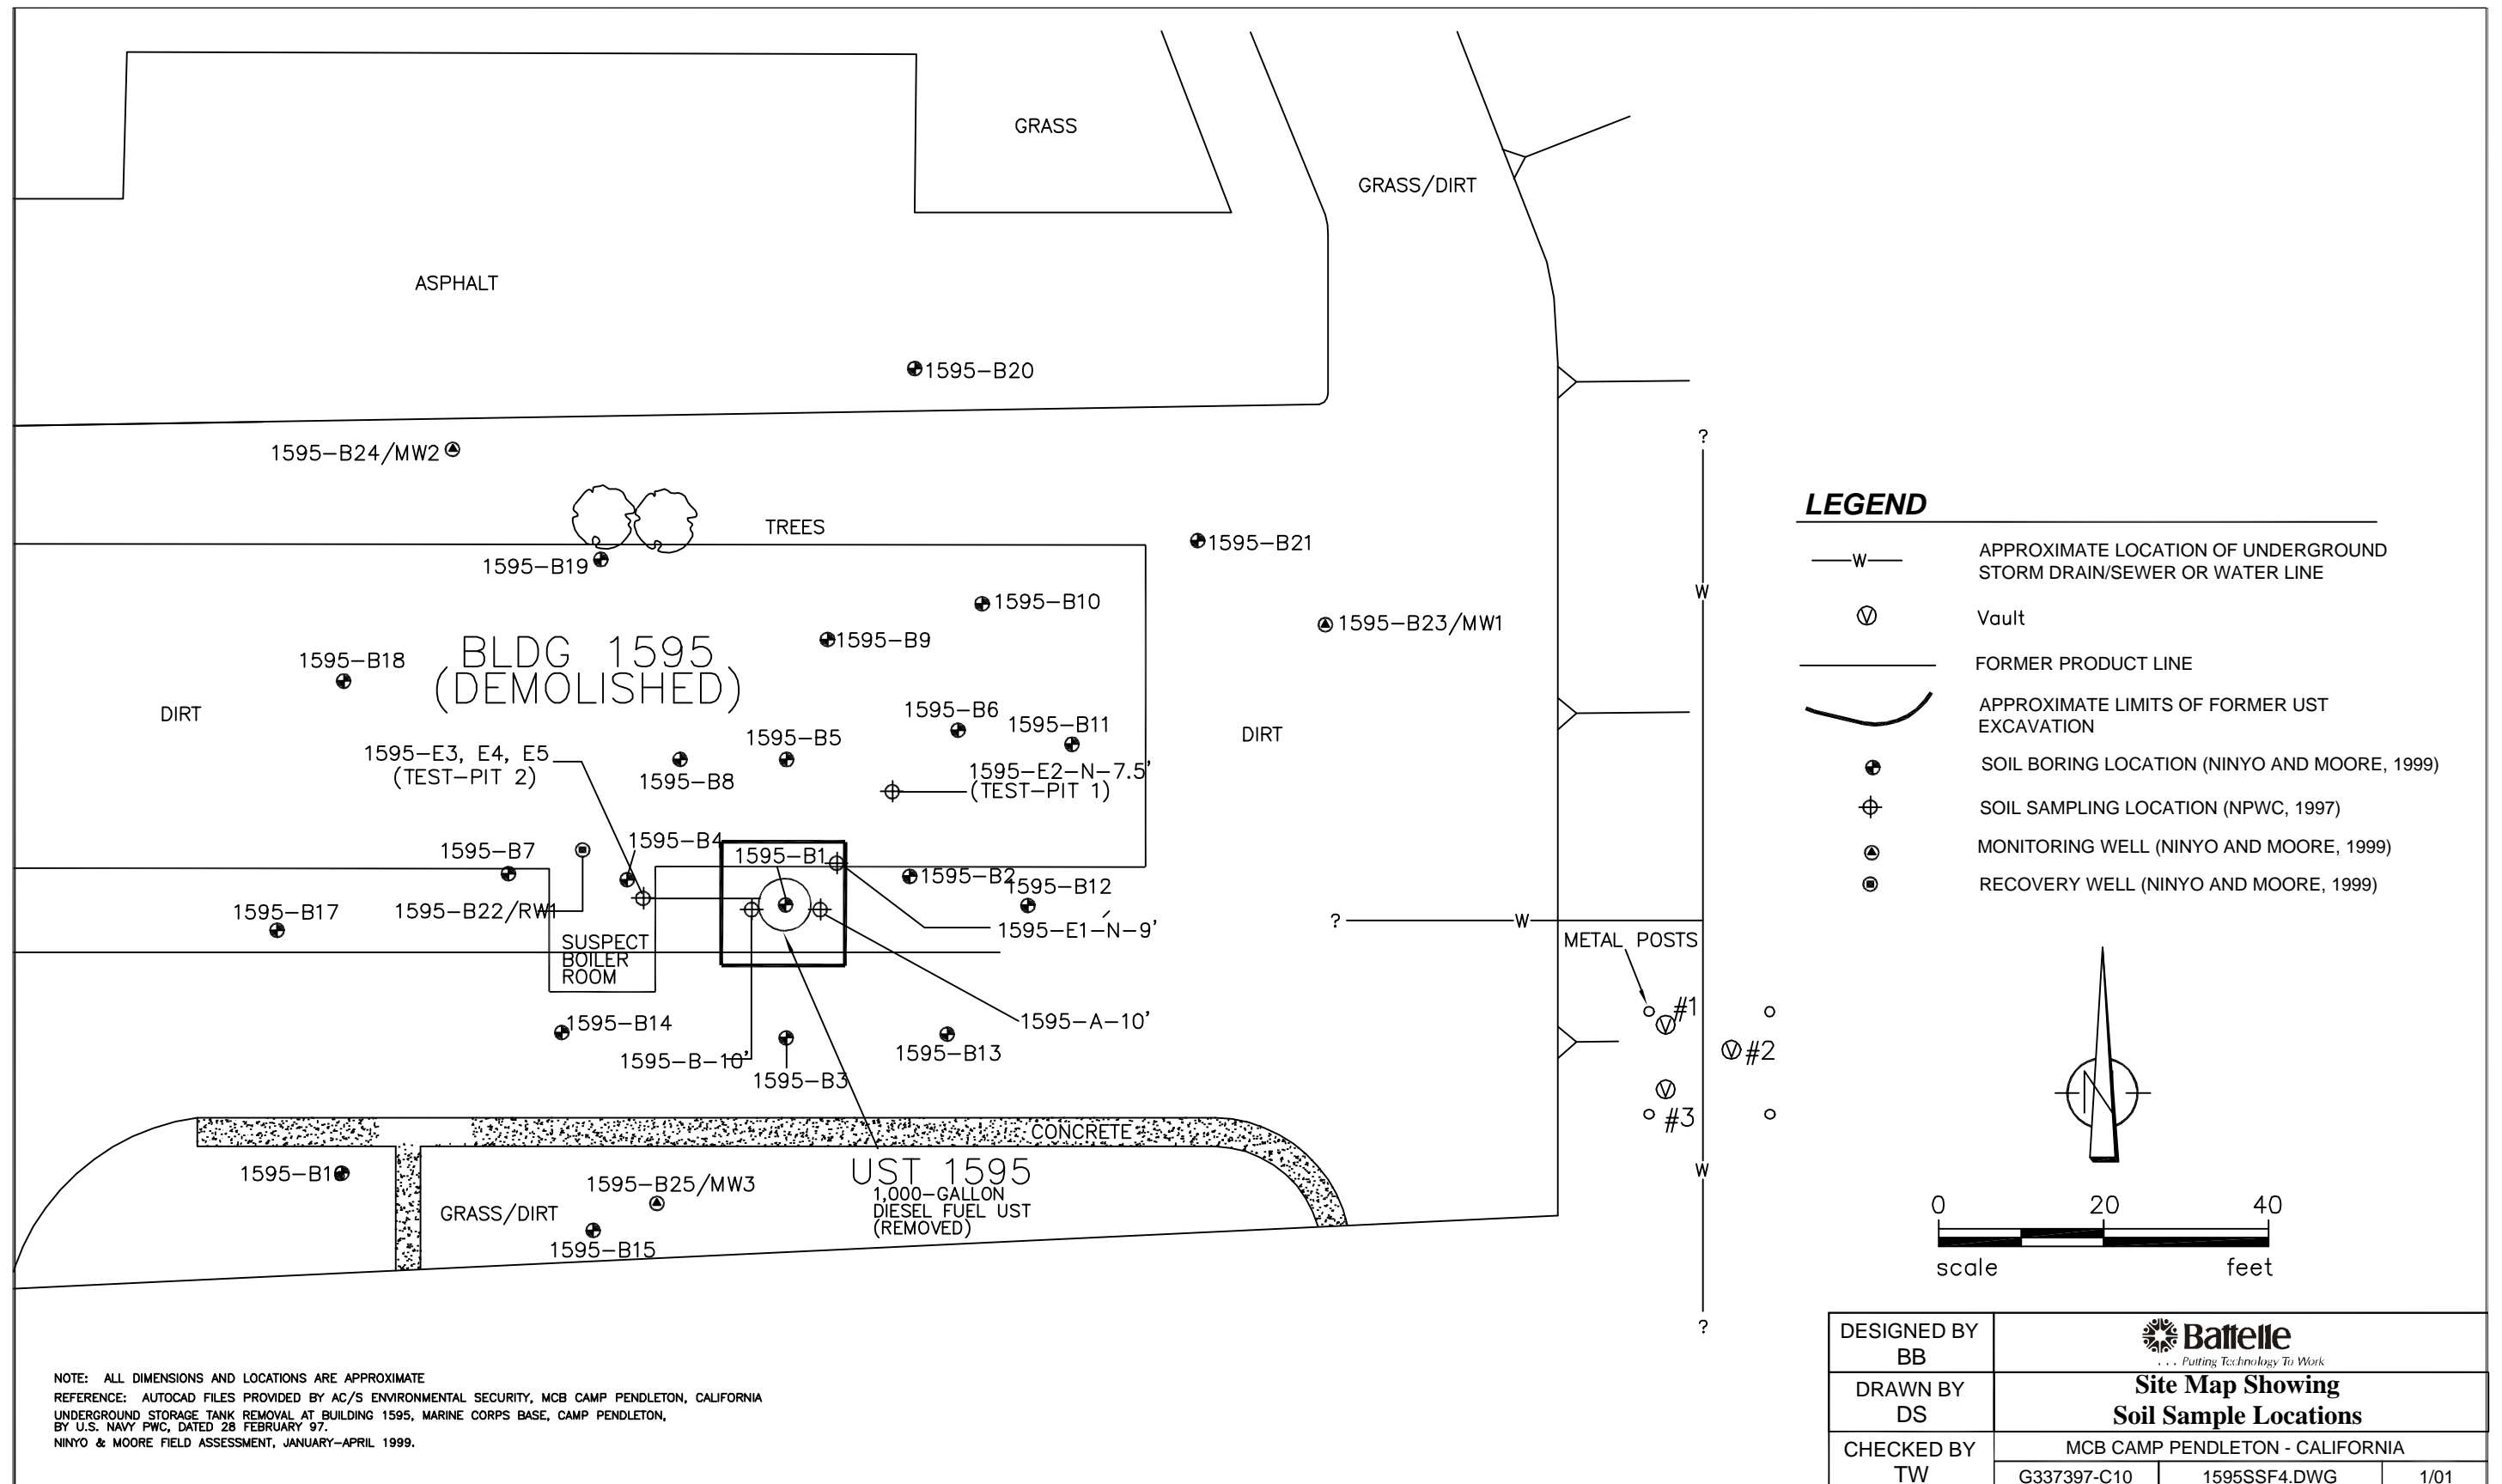 GRASS
GRASS/DIRT
ASPHALT
1595-B20
1595-B24/MW2
?
TREES
1595-B19
1595-B21
1595-B10
1595-B23/MW1
1595-B9
BLDG 1595
(DEMOLISHED)
1595-B18
DIRT
1595-B6
1595-B11
DIRT
1595-B5
1595-E3, E4, E5
(TEST-PIT 2)
1595-B8
1595-E2-N-7.5'
(TEST-PIT 1)
1595-B4
1595-B7
1595-B1
1595-B2
1595-B12
1595-B22/RW1
1595-B17
1595-E1-N-9'
SUSPECT
BOILER
ROOM
W
? W
METAL POSTS
#1
#2
#3
1595-A-10'
1595-B14
1595-B-10'
1595-B13
1595-B3
CONCRETE
1595-B1
1595-B25/MW3
GRASS/DIRT
1595-B15
UST 1595
1,000-GALLON
DIESEL FUEL UST
(REMOVED)
W
?
V
V
V
LEGEND
W
APPROXIMATE LOCATION OF UNDERGROUND
STORM DRAIN/SEWER OR WATER LINE
V
Vault
FORMER PRODUCT LINE
APPROXIMATE LIMITS OF FORMER UST
EXCAVATION
SOIL BORING LOCATION (NINYO AND MOORE, 1999)
SOIL SAMPLING LOCATION (NPWC, 1997)
MONITORING WELL (NINYO AND MOORE, 1999)
RECOVERY WELL (NINYO AND MOORE, 1999)
N
0 20 40
scale feet
NOTE: ALL DIMENSIONS AND LOCATIONS ARE APPROXIMATE
REFERENCE: AUTOCAD FILES PROVIDED BY AC/S ENVIRONMENTAL SECURITY, MCB CAMP PENDLETON, CALIFORNIA
UNDERGROUND STORAGE TANK REMOVAL AT BUILDING 1595, MARINE CORPS BASE, CAMP PENDLETON,
BY U.S. NAVY PWC, DATED 28 FEBRUARY 97.
NINYO & MOORE FIELD ASSESSMENT, JANUARY-APRIL 1999.
DESIGNED BY
BB
Battelle
. . . Putting Technology To Work
DRAWN BY
DS
Site Map Showing
Soil Sample Locations
CHECKED BY
TW
MCB CAMP PENDLETON - CALIFORNIA
G337397-C10 1595SSF4.DWG 1/01